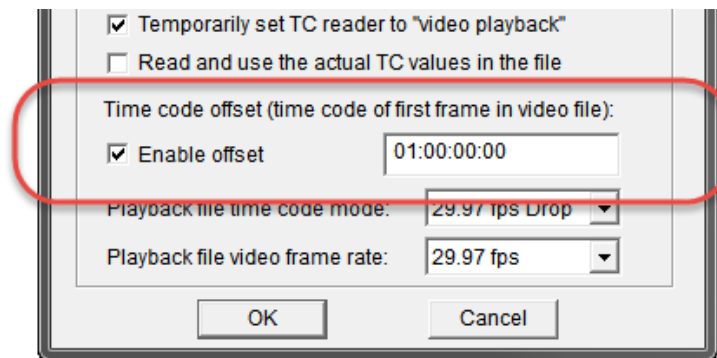 Temporarily set TC reader to "video playback"
Read and use the actual TC values in the file
Time code offset (time code of first frame in video file):
Enable offset 01:00:00:00
Playback file time code mode: 29.97 fps Drop
Playback file video frame rate: 29.97 fps
OK Cancel